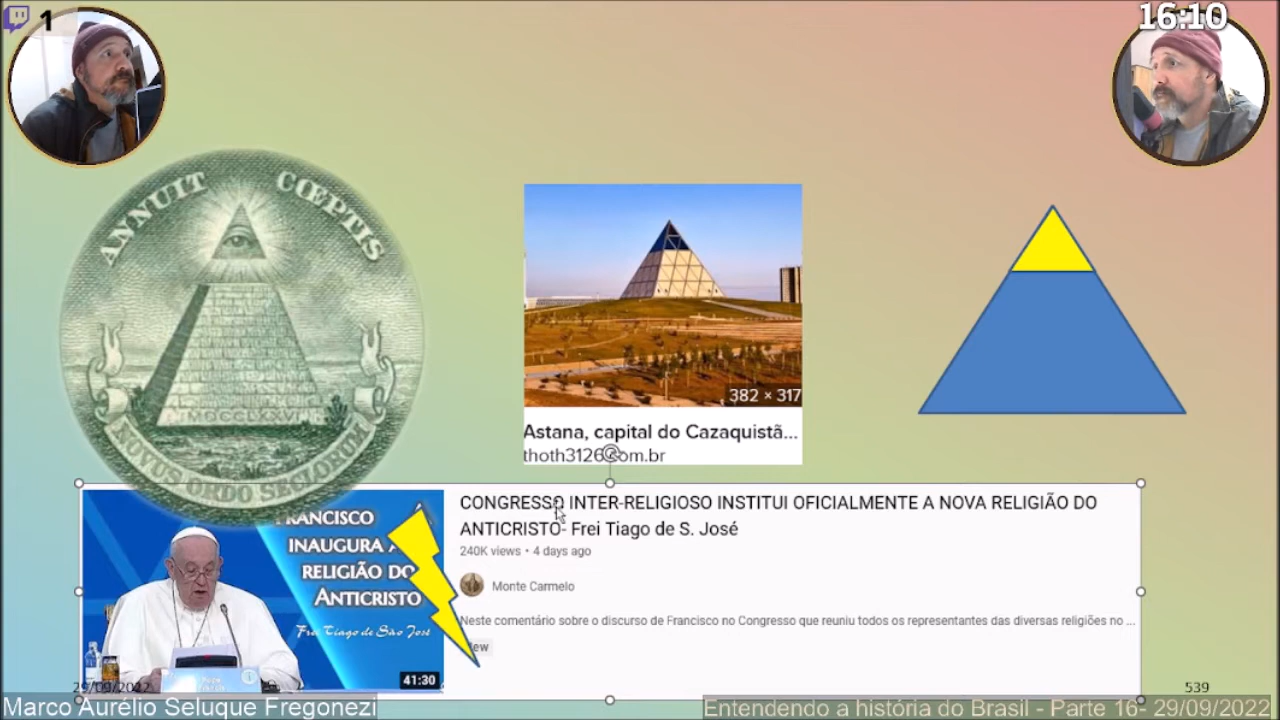 1
16:10
ANNUIT CŒPTIS
MDCCLXXVI
NOVUS ORDO SECLORUM
382 × 317
Astana, capital do Cazaquistã...
thoth3126.com.br
FRANCISCO
INAUGURA A
RELIGIÃO DO
ANTICRISTO
Frei Tiago de São José
41:30
CONGRESSO INTER-RELIGIOSO INSTITUI OFICIALMENTE A NOVA RELIGIÃO DO
ANTICRISTO- Frei Tiago de S. José
240K views • 4 days ago
Monte Carmelo
Neste comentário sobre o discurso de Francisco no Congresso que reuniu todos os representantes das diversas religiões no ...
29/09/2022
539
Marco Aurélio Seluque Fregonezi
Entendendo a história do Brasil - Parte 16- 29/09/2022